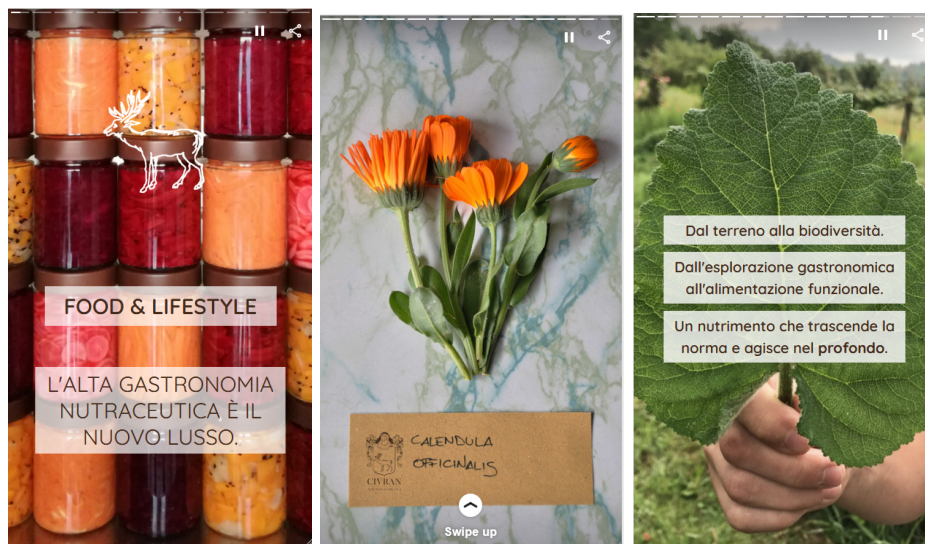 FOOD & LIFESTYLE
L'ALTA GASTRONOMIA
NUTRACEUTICA È IL
NUOVO LUSSO.
CALENDULA
OFFICINALIS
CIVRAN
Swipe up
Dal terreno alla biodiversità.
Dall'esplorazione gastronomica
all'alimentazione funzionale.
Un nutrimento che trascende la
norma e agisce nel profondo.